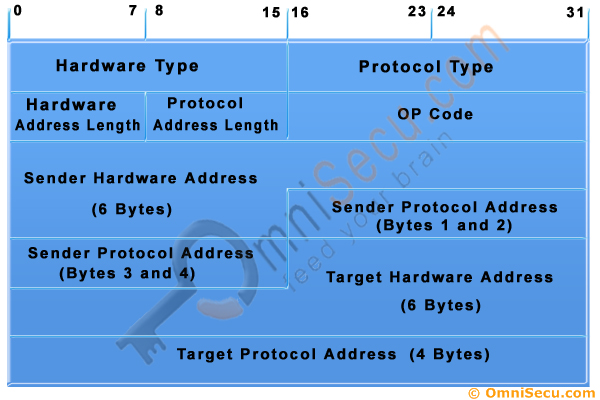 0 7 8 15 16 23 24 31
Hardware Type
Protocol Type
Hardware
Address Length
Protocol
Address Length
OP Code
Sender Hardware Address
(6 Bytes)
Sender Protocol Address
(Bytes 1 and 2)
Sender Protocol Address
(Bytes 3 and 4)
Target Hardware Address
(6 Bytes)
Target Protocol Address (4 Bytes)
OmniSecu.com
feed your brain
© OmniSecu.com